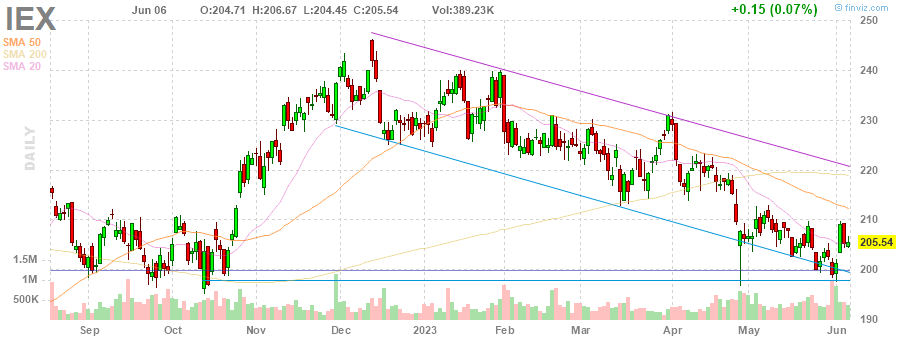 IEX
Jun 06 O:204.71 H:206.67 L:204.45 C:205.54 Vol:389.23K +0.15 (0.07%) © finviz.com
SMA 50
SMA 200
SMA 20
DAILY
250
240
230
220
210
205.54
200
190
1.5M
1M
500K
Sep Oct Nov Dec 2023 Feb Mar Apr May Jun